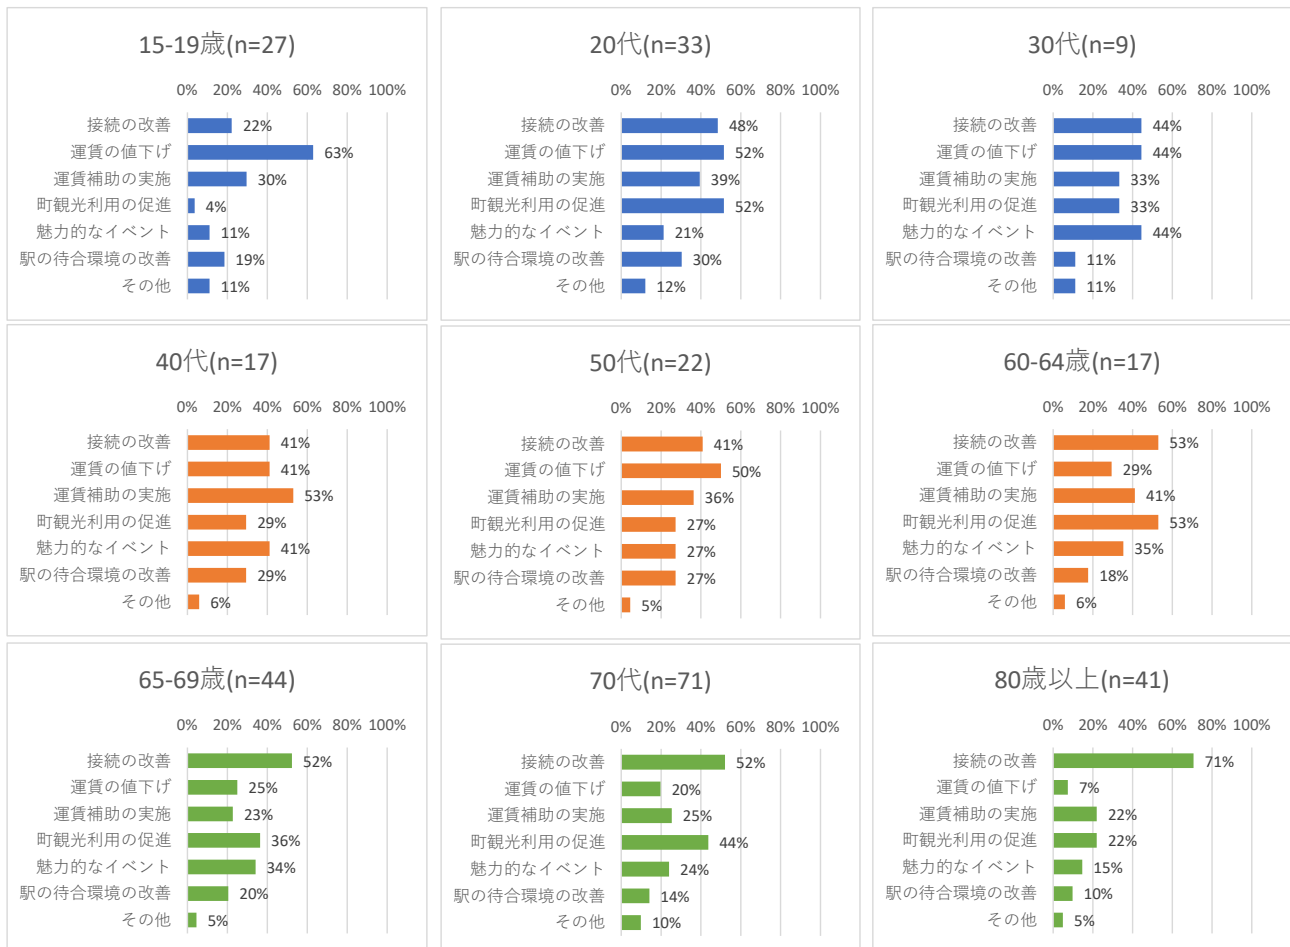 15-19歳(n=27)
0% 20% 40% 60% 80% 100%
接続の改善 22%
運賃の値下げ 63%
運賃補助の実施 30%
町観光利用の促進 4%
魅力的なイベント 11%
駅の待合環境の改善 19%
その他 11%
20代(n=33)
0% 20% 40% 60% 80% 100%
接続の改善 48%
運賃の値下げ 52%
運賃補助の実施 39%
町観光利用の促進 52%
魅力的なイベント 21%
駅の待合環境の改善 30%
その他 12%
30代(n=9)
0% 20% 40% 60% 80% 100%
接続の改善 44%
運賃の値下げ 44%
運賃補助の実施 33%
町観光利用の促進 33%
魅力的なイベント 44%
駅の待合環境の改善 11%
その他 11%
40代(n=17)
0% 20% 40% 60% 80% 100%
接続の改善 41%
運賃の値下げ 41%
運賃補助の実施 53%
町観光利用の促進 29%
魅力的なイベント 41%
駅の待合環境の改善 29%
その他 6%
50代(n=22)
0% 20% 40% 60% 80% 100%
接続の改善 41%
運賃の値下げ 50%
運賃補助の実施 36%
町観光利用の促進 27%
魅力的なイベント 27%
駅の待合環境の改善 27%
その他 5%
60-64歳(n=17)
0% 20% 40% 60% 80% 100%
接続の改善 53%
運賃の値下げ 29%
運賃補助の実施 41%
町観光利用の促進 53%
魅力的なイベント 35%
駅の待合環境の改善 18%
その他 6%
65-69歳(n=44)
0% 20% 40% 60% 80% 100%
接続の改善 52%
運賃の値下げ 25%
運賃補助の実施 23%
町観光利用の促進 36%
魅力的なイベント 34%
駅の待合環境の改善 20%
その他 5%
70代(n=71)
0% 20% 40% 60% 80% 100%
接続の改善 52%
運賃の値下げ 20%
運賃補助の実施 25%
町観光利用の促進 44%
魅力的なイベント 24%
駅の待合環境の改善 14%
その他 10%
80歳以上(n=41)
0% 20% 40% 60% 80% 100%
接続の改善 71%
運賃の値下げ 7%
運賃補助の実施 22%
町観光利用の促進 22%
魅力的なイベント 15%
駅の待合環境の改善 10%
その他 5%